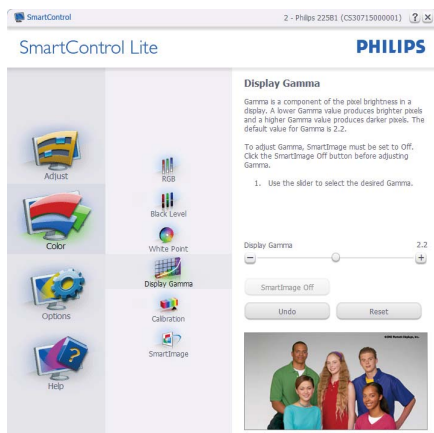 SmartControl
2 - Philips 225B1 (CS30715000001)
?
SmartControl Lite
PHILIPS
Adjust
Color
Options
Help
RGB
Black Level
White Point
Display Gamma
Calibration
SmartImage
Display Gamma
Gamma is a component of the pixel brightness in a
display. A lower Gamma value produces brighter pixels
and a higher Gamma value produces darker pixels. The
default value for Gamma is 2.2.
To adjust Gamma, SmartImage must be set to Off.
Click the SmartImage Off button before adjusting
Gamma.
1. Use the slider to select the desired Gamma.
Display Gamma 2.2
SmartImage Off
Undo Reset